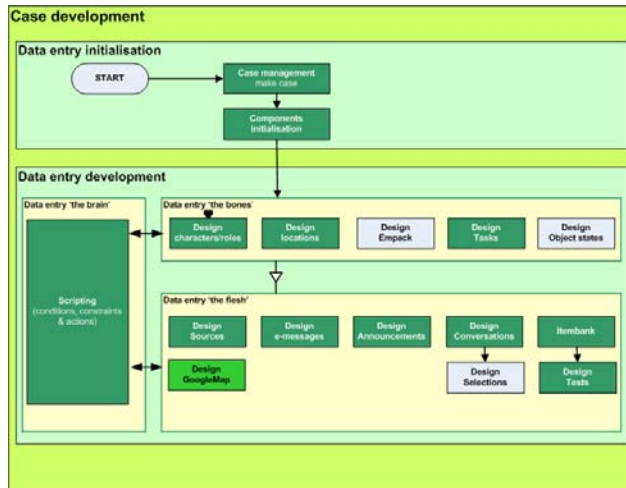 Case development
Data entry initialisation
START
Case management
make case
Components
initialisation
Data entry development
Data entry 'the brain'
Data entry 'the bones'
Design
characters/roles
Design
locations
Design
Empack
Design
Tasks
Design
Object states
Scripting
(conditions, constraints
& actions)
Data entry 'the flesh'
Design
Sources
Design
e-messages
Design
Announcements
Design
Conversations
Itembank
Design
GoogleMap
Design
Selections
Design
Tests